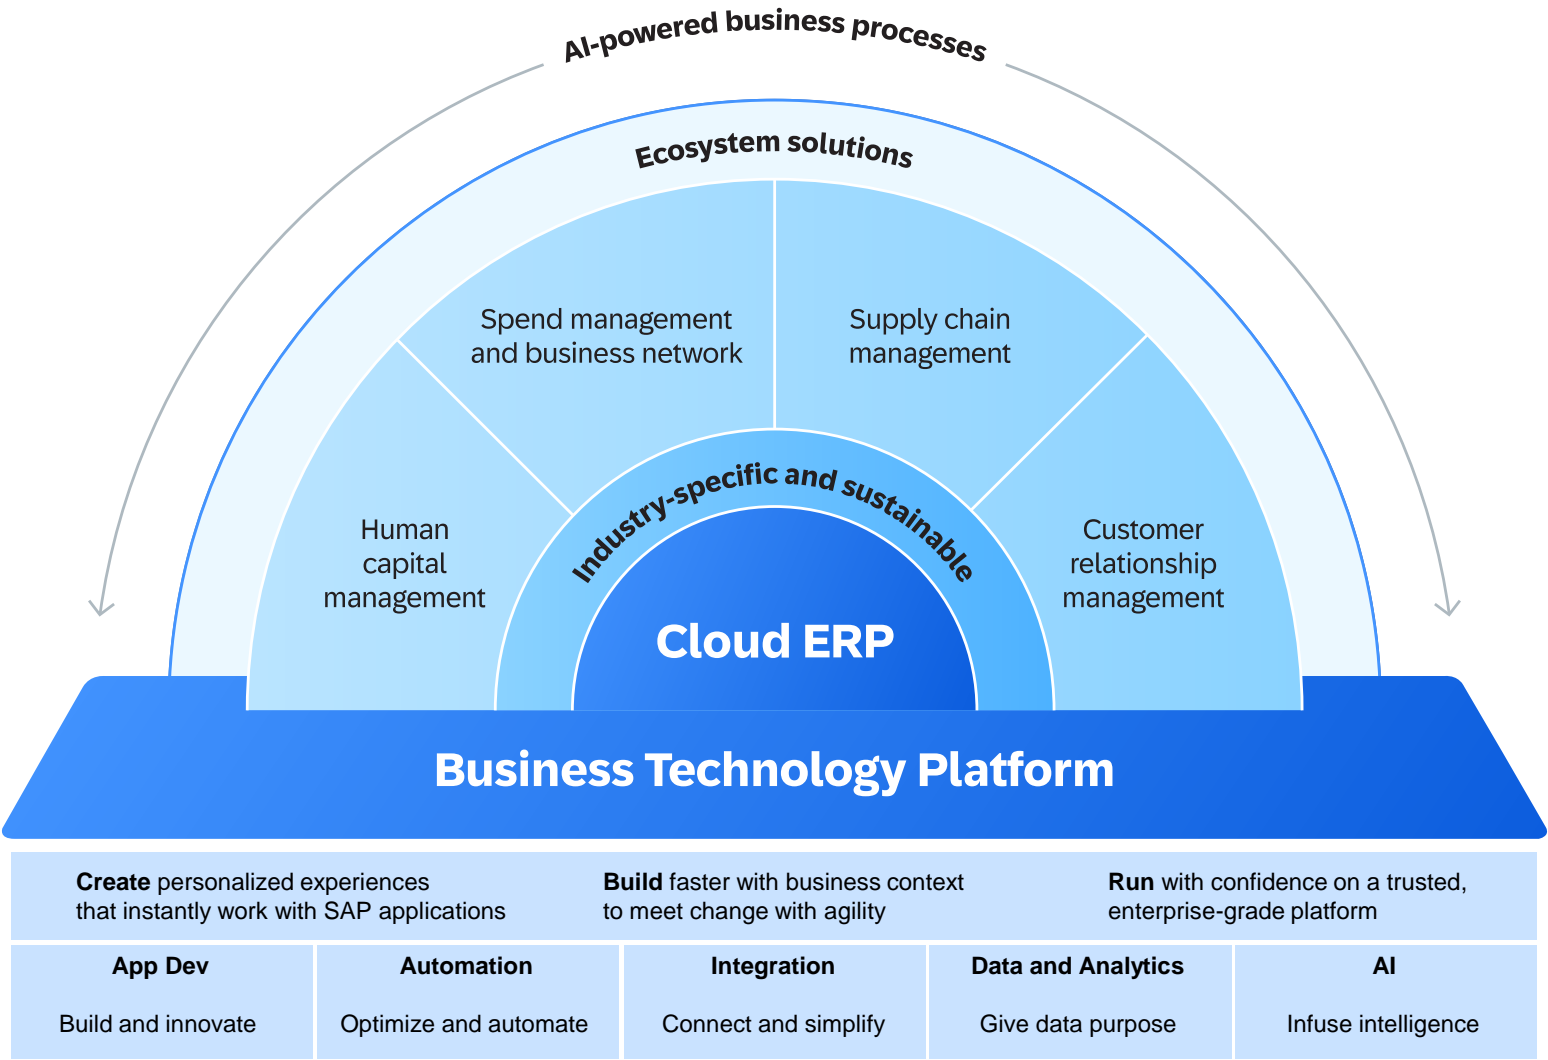 AI-powered business processes
Ecosystem solutions
Spend management
and business network
Supply chain
management
Human
capital
management
Industry-specific and sustainable
Customer
relationship
management
Cloud ERP
Business Technology Platform
Create personalized experiences
that instantly work with SAP applications
Build faster with business context
to meet change with agility
Run with confidence on a trusted,
enterprise-grade platform
App Dev
Build and innovate
Automation
Optimize and automate
Integration
Connect and simplify
Data and Analytics
Give data purpose
AI
Infuse intelligence